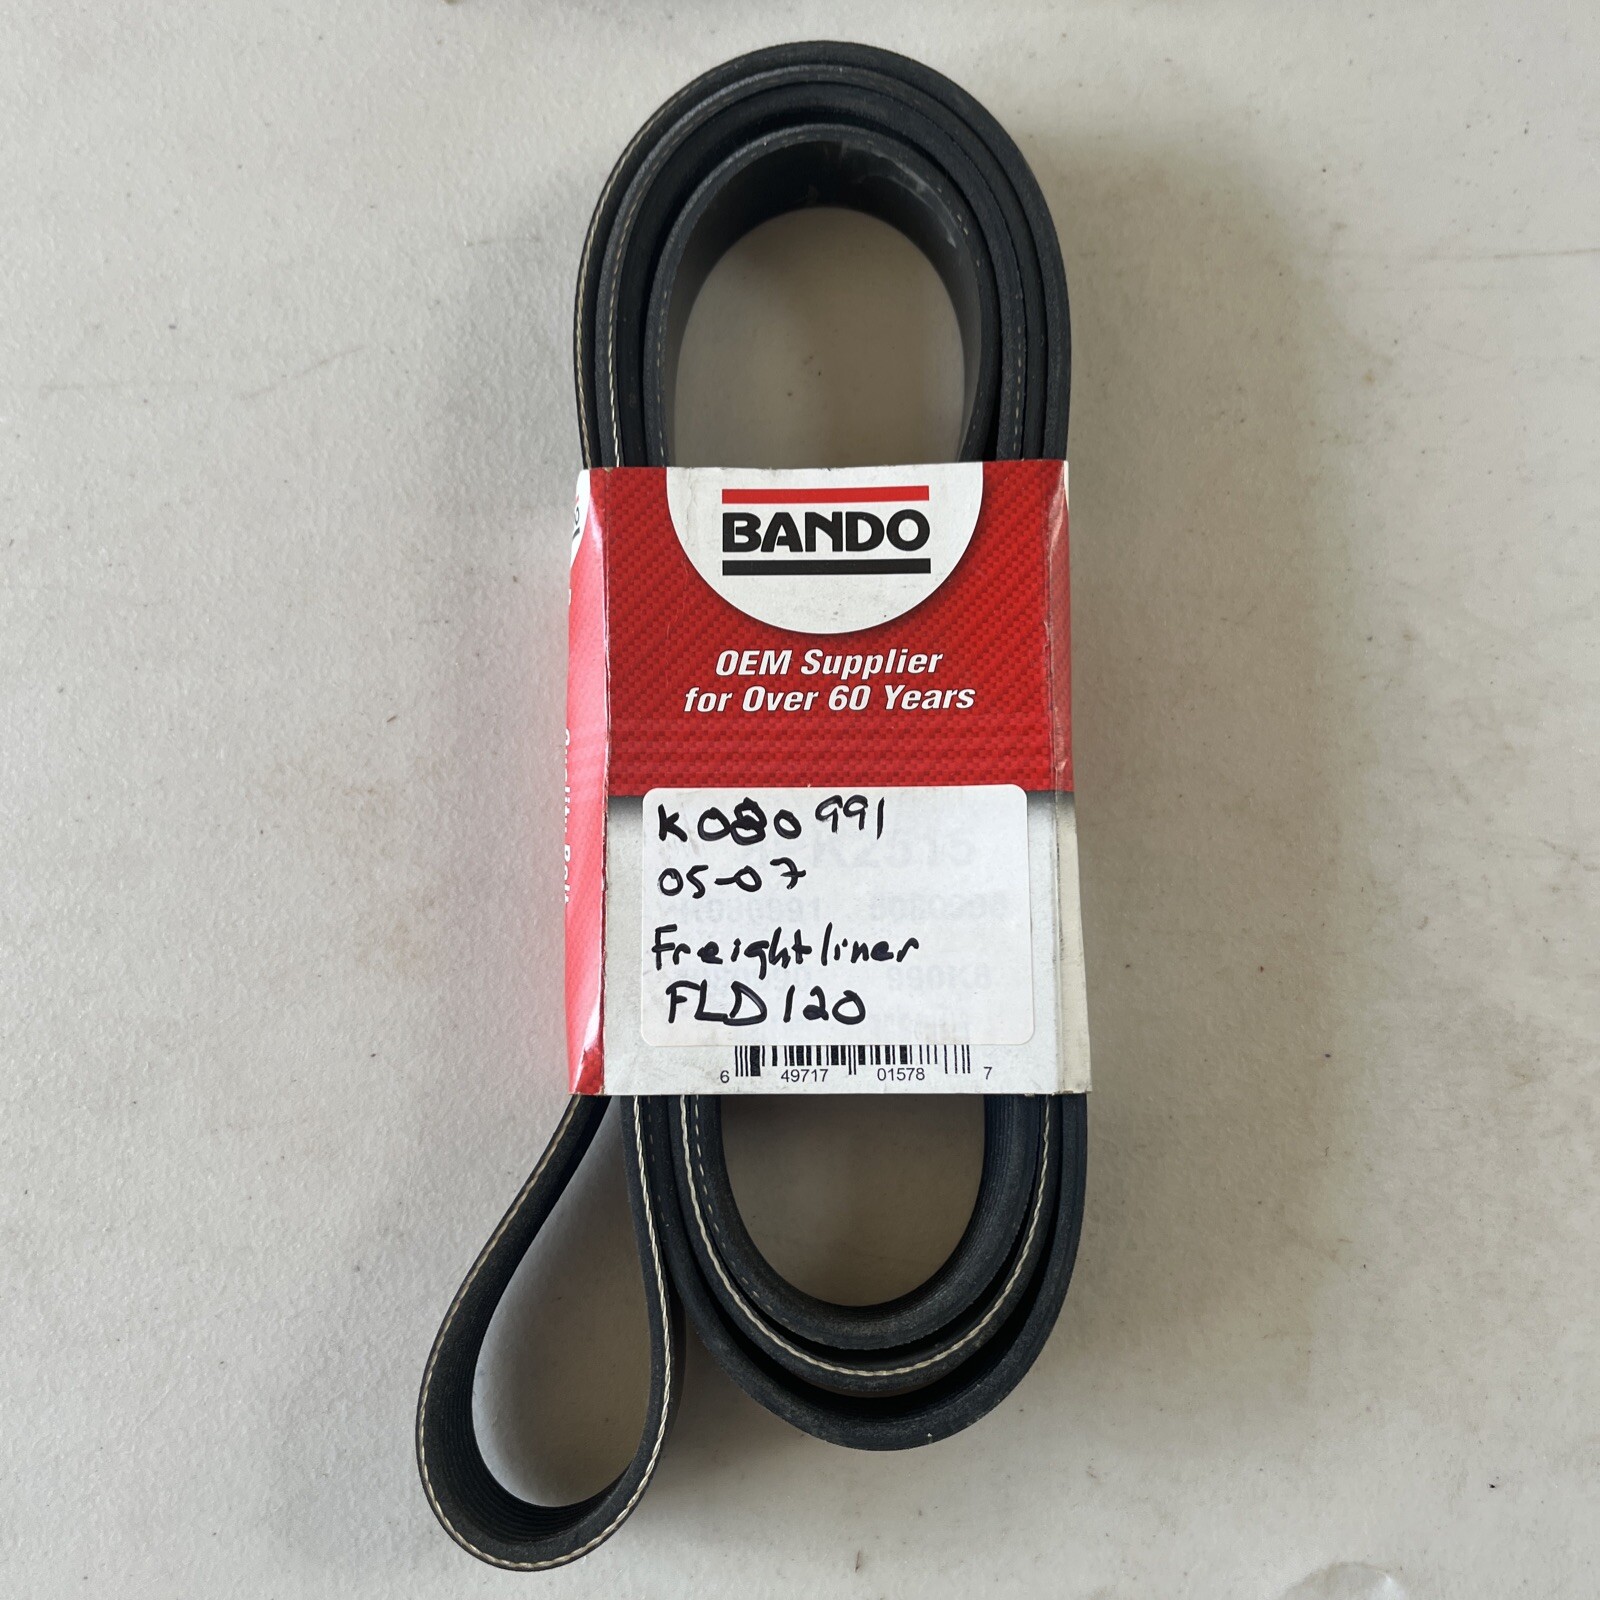 BANDO
OEM Supplier
for Over 60 Years
K080991
05-07
Freightliner
FLD120
6 49717 01578 7